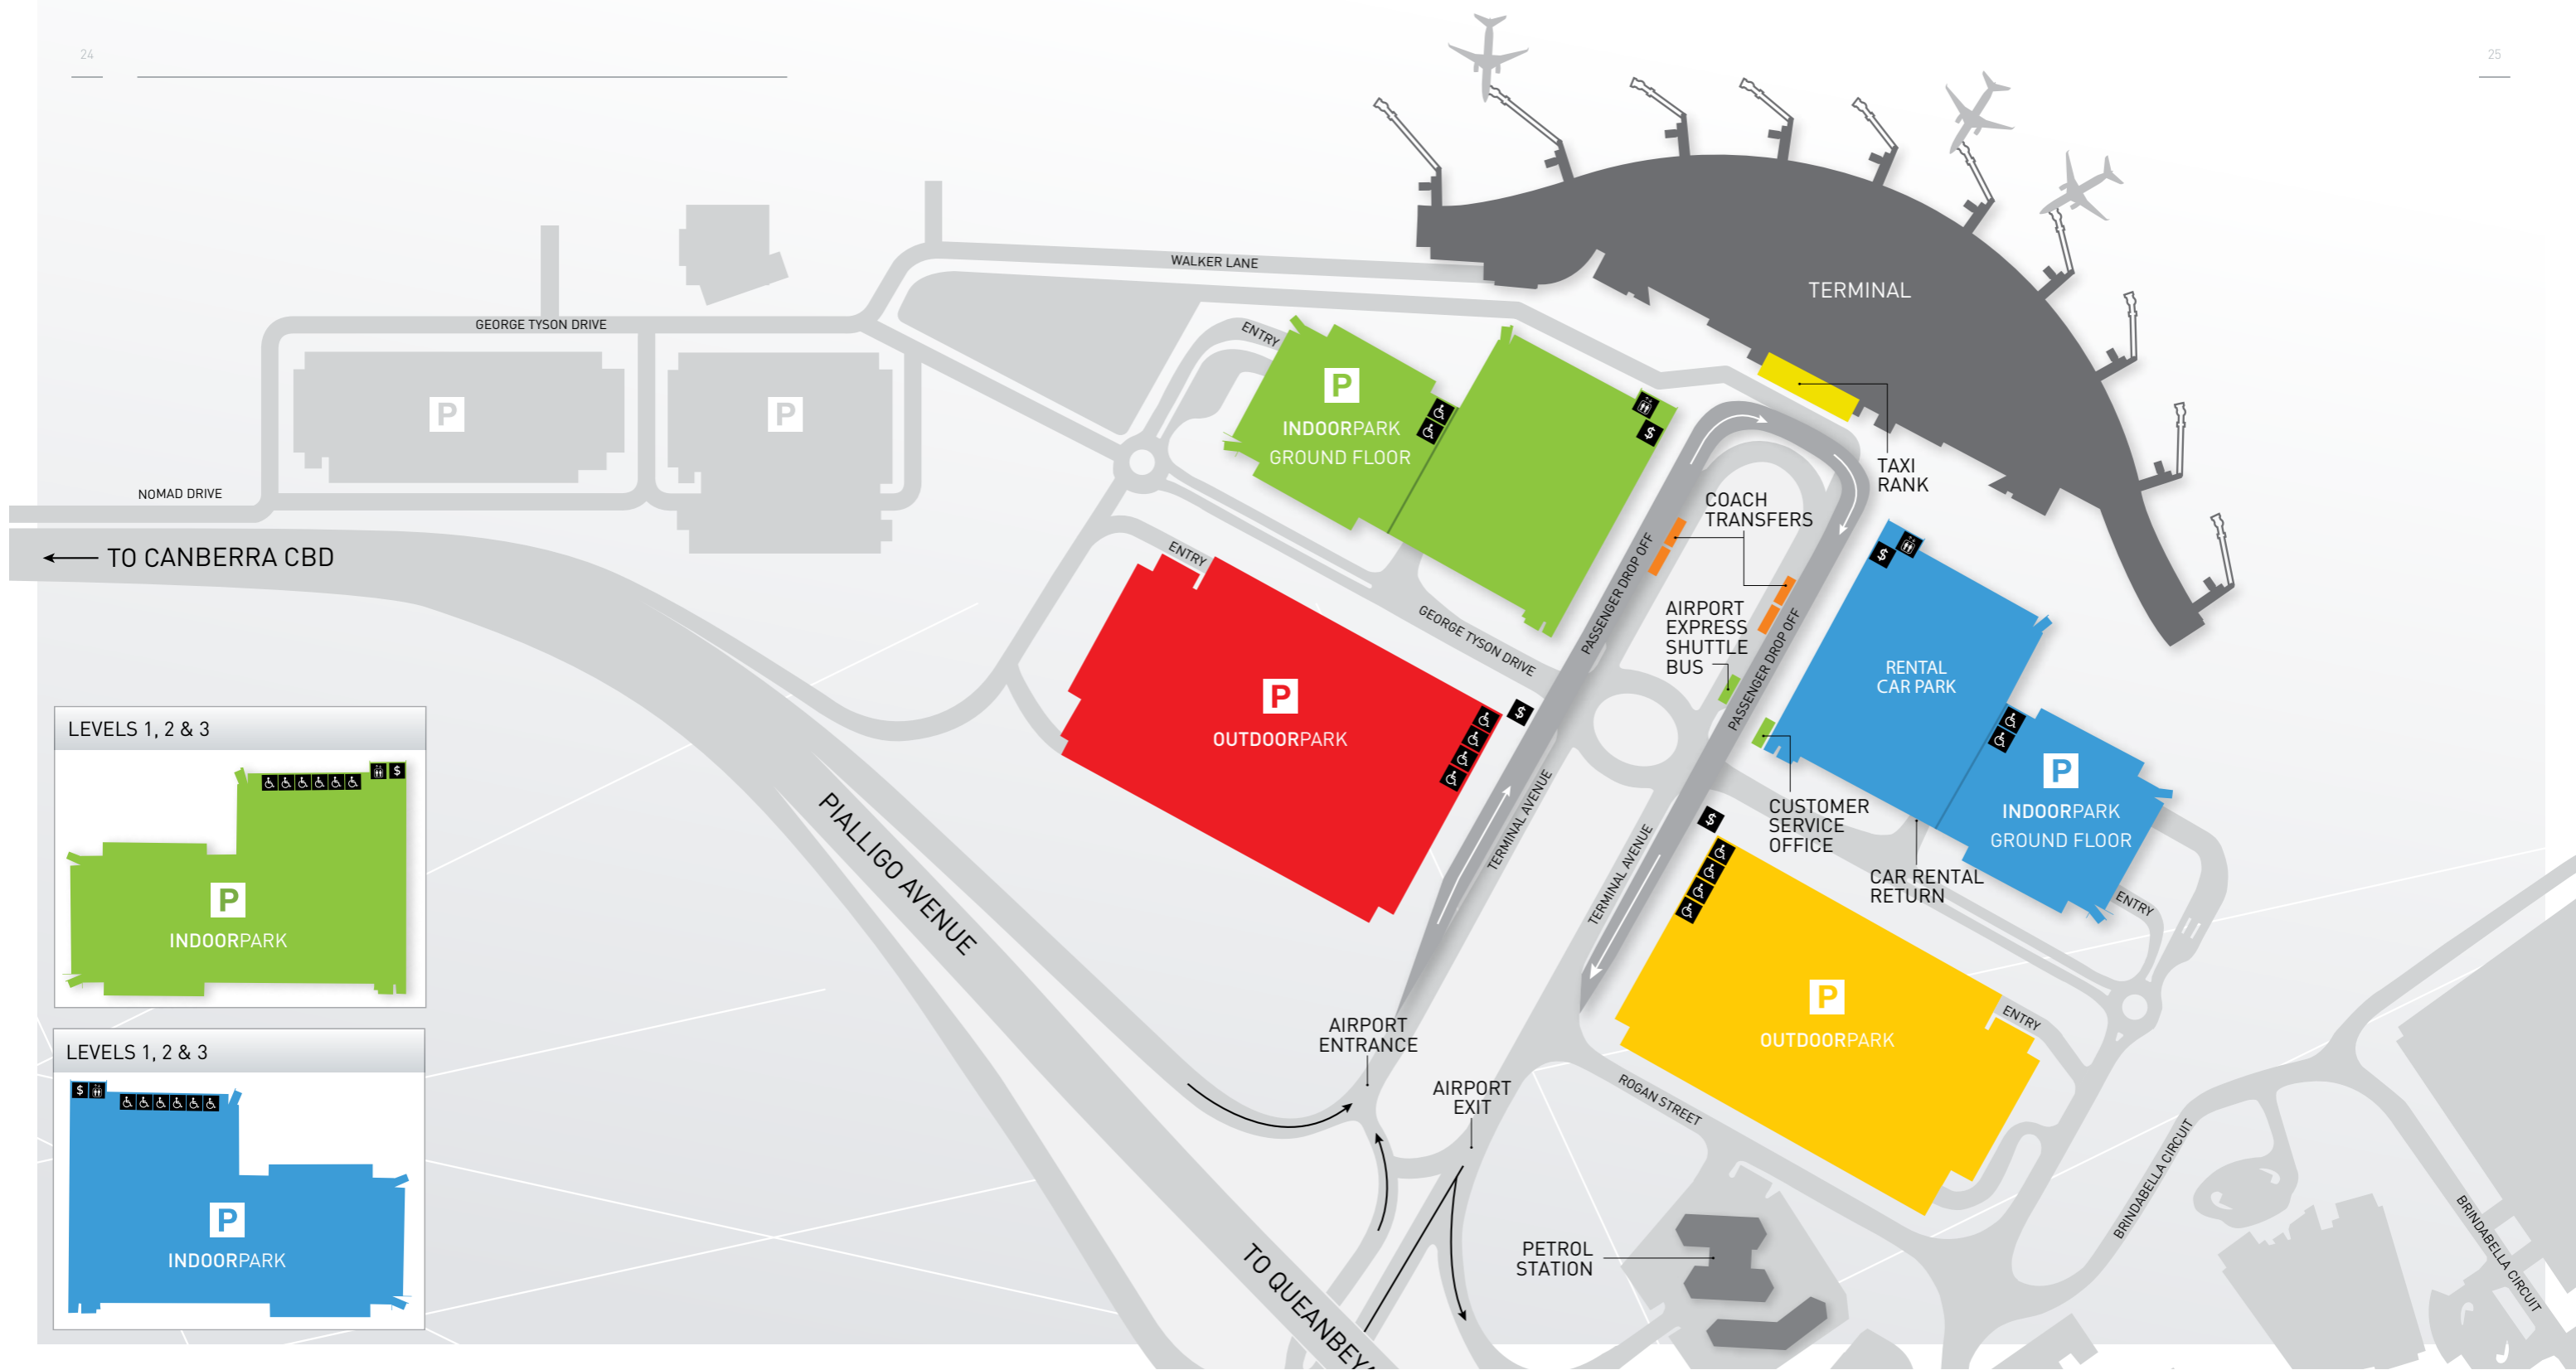 24
25
WALKER LANE
TERMINAL
GEORGE TYSON DRIVE
ENTRY
P
INDOORPARK
GROUND FLOOR
$
P
P
NOMAD DRIVE
TO CANBERRA CBD
TAXI
RANK
COACH
TRANSFERS
PASSENGER DROP OFF
$
ENTRY
GEORGE TYSON DRIVE
AIRPORT
EXPRESS
SHUTTLE
BUS
PASSENGER DROP OFF
RENTAL
CAR PARK
P
OUTDOORPARK
$
LEVELS 1, 2 & 3
$
P
INDOORPARK
PIALLIGO AVENUE
TERMINAL AVENUE
TERMINAL AVENUE
$
CUSTOMER
SERVICE
OFFICE
P
INDOORPARK
GROUND FLOOR
CAR RENTAL
RETURN
ENTRY
P
OUTDOORPARK
ENTRY
AIRPORT
ENTRANCE
AIRPORT
EXIT
ROGAN STREET
LEVELS 1, 2 & 3
$
P
INDOORPARK
BRINDABELLA CIRCUIT
BRINDABELLA CIRCUIT
PETROL
STATION
TO QUEANBEY